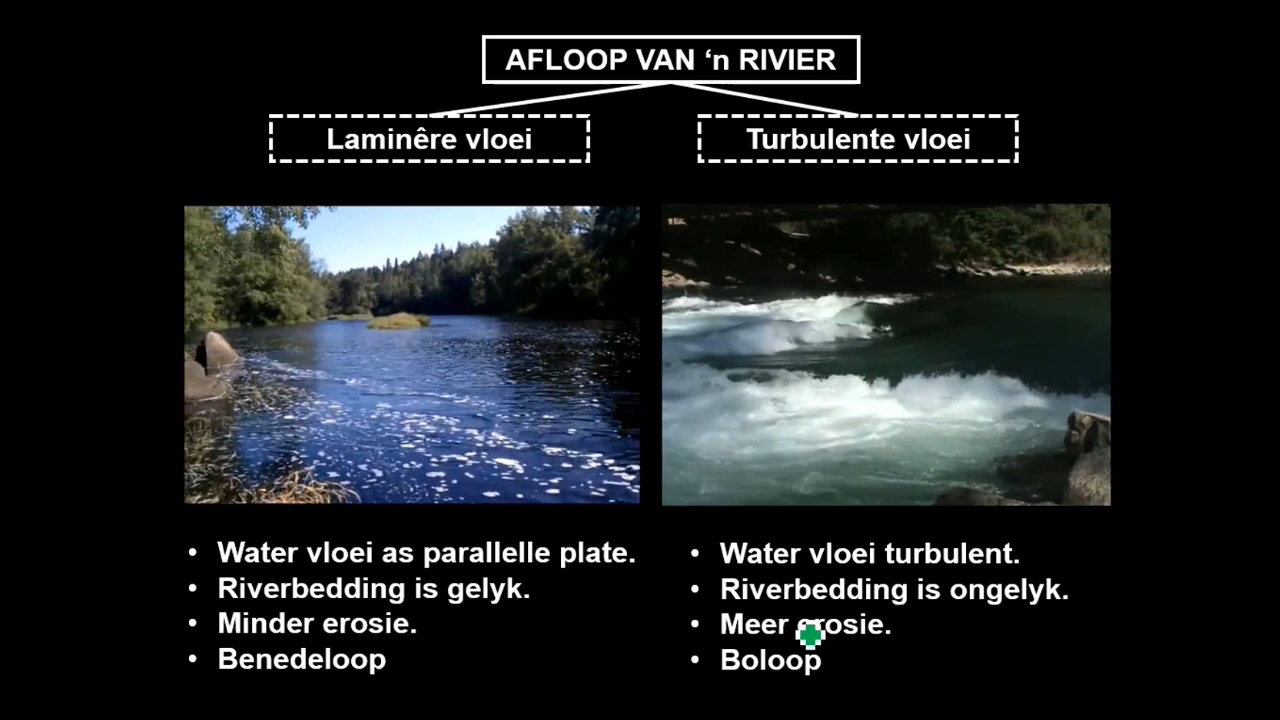 AFLOOP VAN ‘n RIVIER
Laminêre vloei
Turbulente vloei
• Water vloei as parallelle plate.
• Riverbedding is gelyk.
• Minder erosie.
• Benedeloop
• Water vloei turbulent.
• Riverbedding is ongelyk.
• Meer erosie.
• Boloop